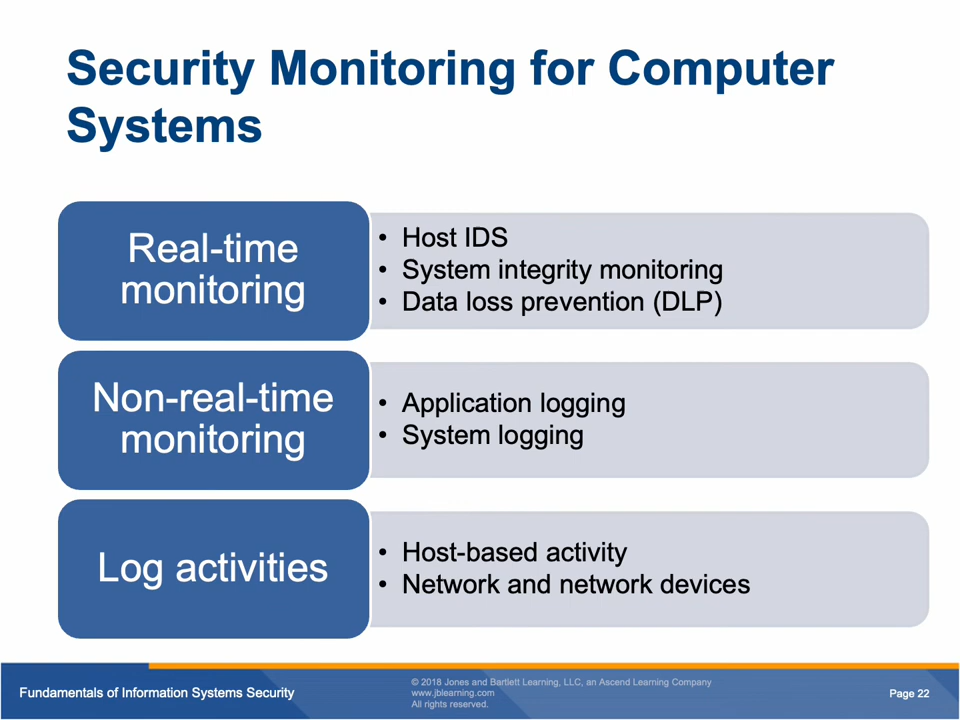 Security Monitoring for Computer
Systems
Real-time
monitoring
• Host IDS
• System integrity monitoring
• Data loss prevention (DLP)
Non-real-time
monitoring
• Application logging
• System logging
Log activities
• Host-based activity
• Network and network devices
Fundamentals of Information Systems Security
© 2018 Jones and Bartlett Learning, LLC, an Ascend Learning Company
www.jblearning.com
All rights reserved.
Page 22